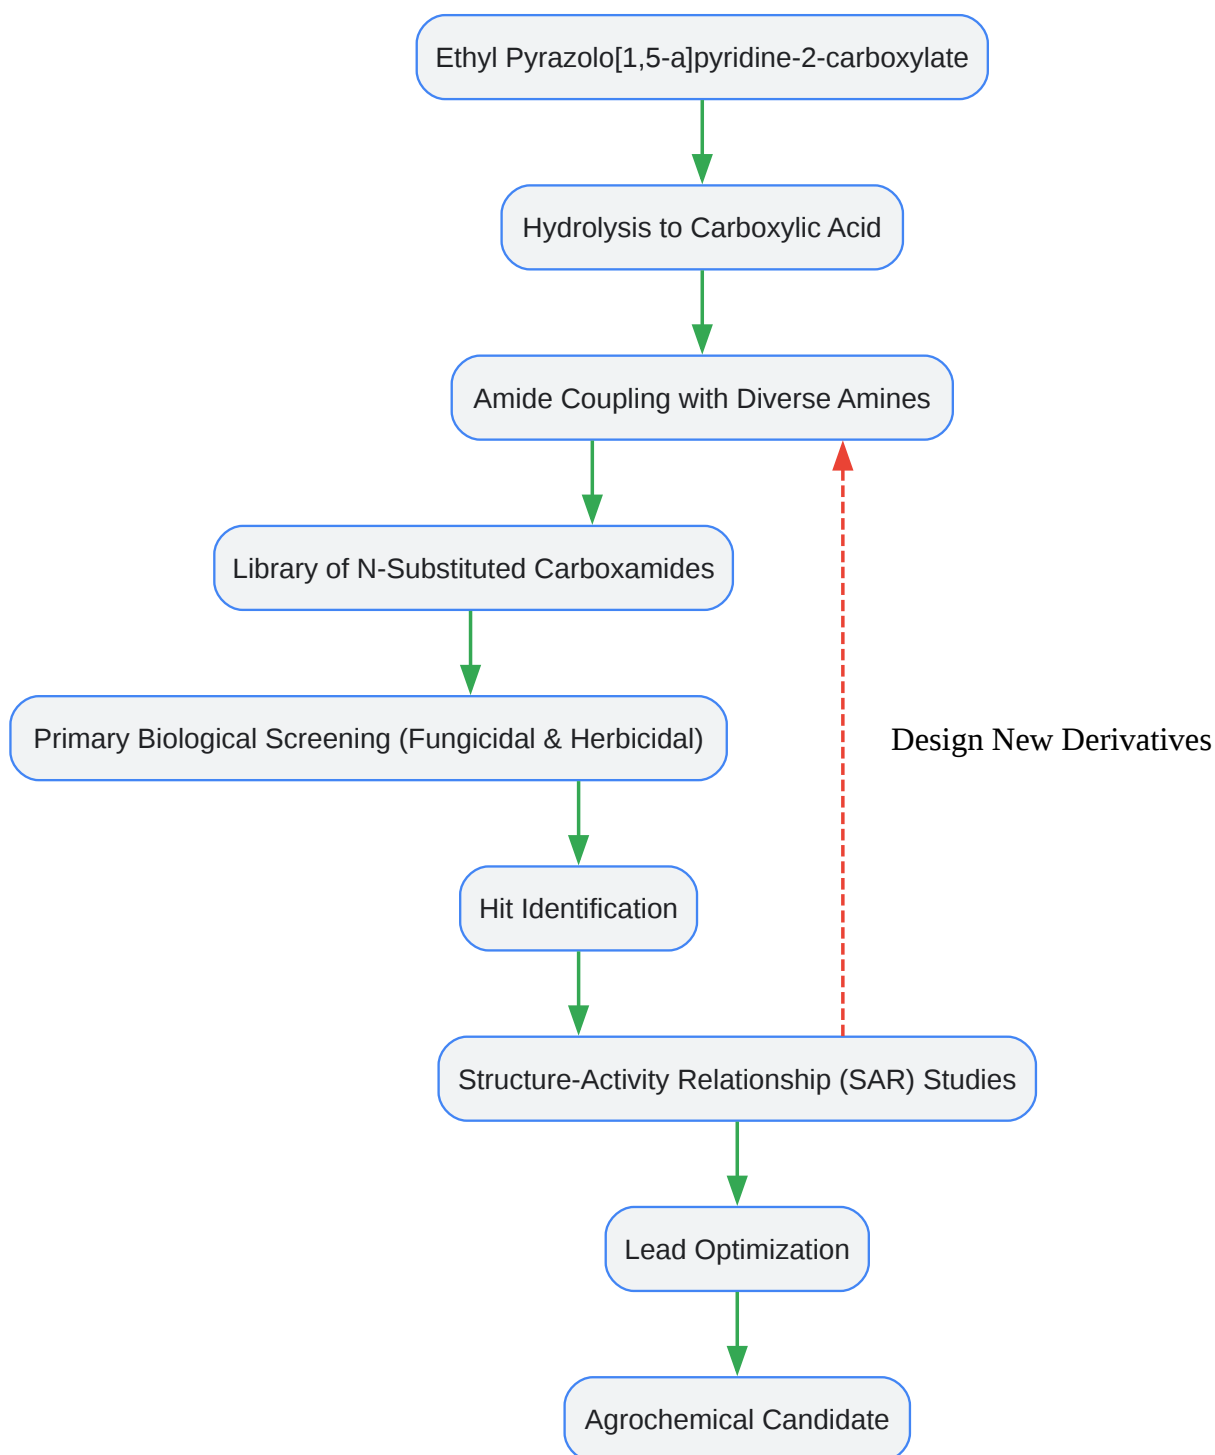 Ethyl Pyrazolo[1,5-a]pyridine-2-carboxylate
Hydrolysis to Carboxylic Acid
Amide Coupling with Diverse Amines
Library of N-Substituted Carboxamides
Primary Biological Screening (Fungicidal & Herbicidal)
Design New Derivatives
Hit Identification
Structure-Activity Relationship (SAR) Studies
Lead Optimization
Agrochemical Candidate